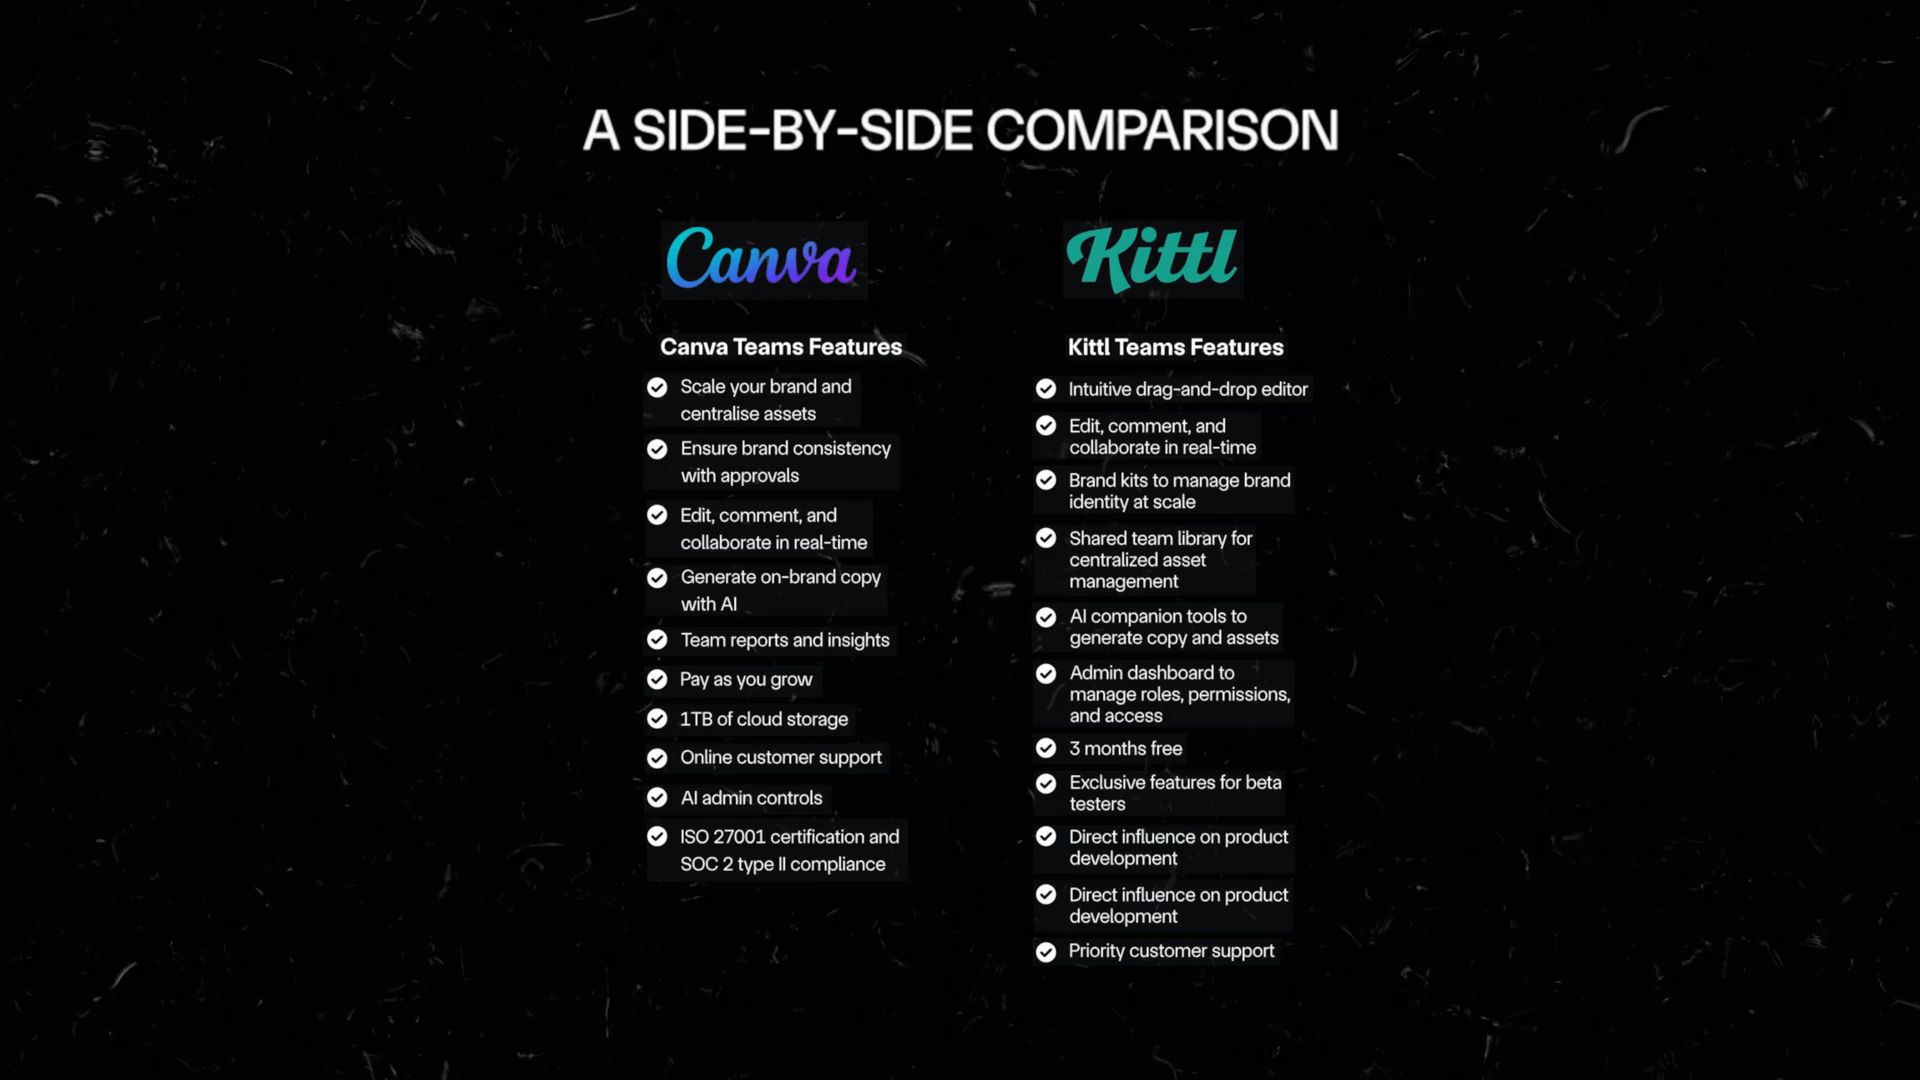 A SIDE-BY-SIDE COMPARISON
Canva
Canva Teams Features
Scale your brand and
centralise assets
Ensure brand consistency
with approvals
Edit, comment, and
collaborate in real-time
Generate on-brand copy
with AI
Team reports and insights
Pay as you grow
1TB of cloud storage
Online customer support
AI admin controls
ISO 27001 certification and
SOC 2 type II compliance
Kittl
Kittl Teams Features
Intuitive drag-and-drop editor
Edit, comment, and
collaborate in real-time
Brand kits to manage brand
identity at scale
Shared team library for
centralized asset
management
AI companion tools to
generate copy and assets
Admin dashboard to
manage roles, permissions,
and access
3 months free
Exclusive features for beta
testers
Direct influence on product
development
Direct influence on product
development
Priority customer support